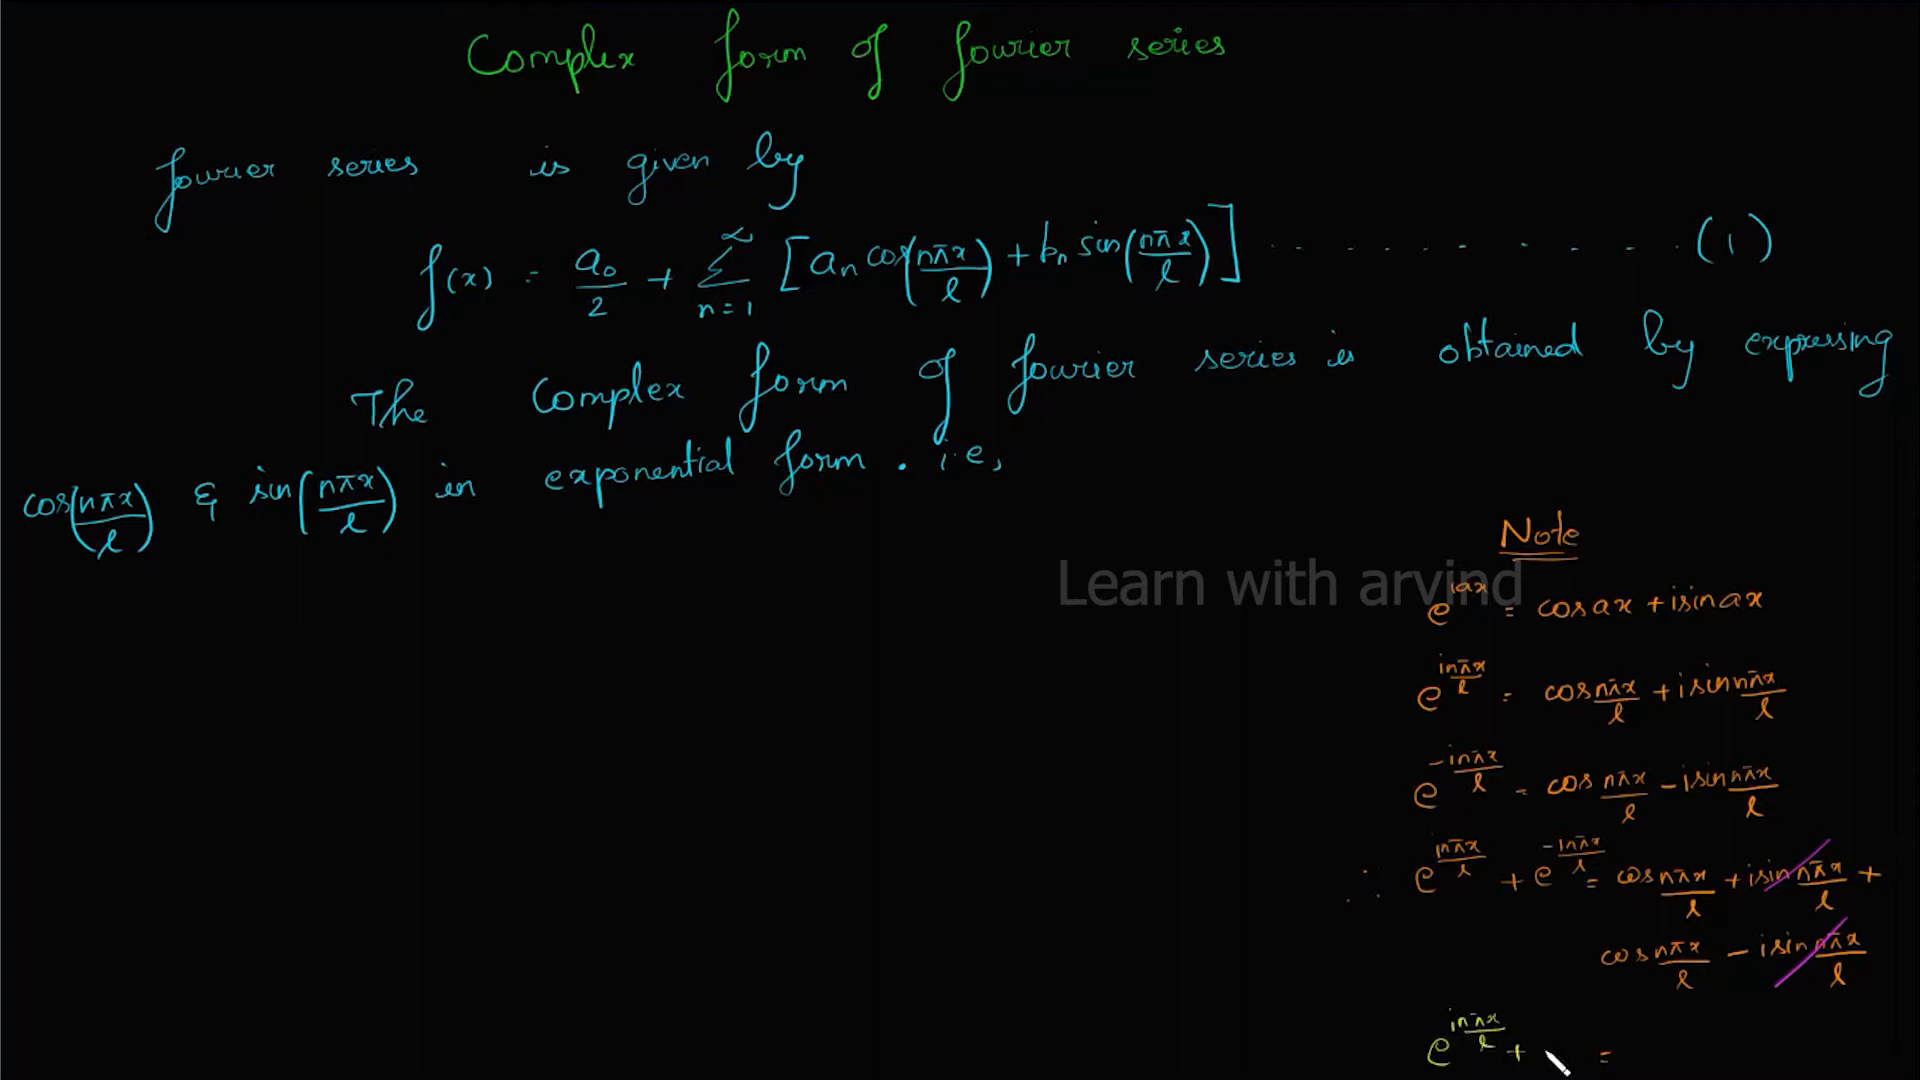 Complex form of fourier series
fourier series is given by
f(x) = a₀/2 + ∑_{n=1}^{∞} [aₙ cos(nπx/l) + bₙ sin(nπx/l)] . . . . . . . . . . (1)
The Complex form of fourier series is obtained by expressing
cos(nπx/l) & sin(nπx/l) in exponential form . i.e,
Note
Learn with arvind
e^{iax} = cos ax + i sin ax
e^{inπx/l} = cos nπx/l + i sin nπx/l
e^{-inπx/l} = cos nπx/l - i sin nπx/l
∴ e^{inπx/l} + e^{-inπx/l} = cos nπx/l + i sin nπx/l +
cos nπx/l - i sin nπx/l
e^{inπx/l} + =